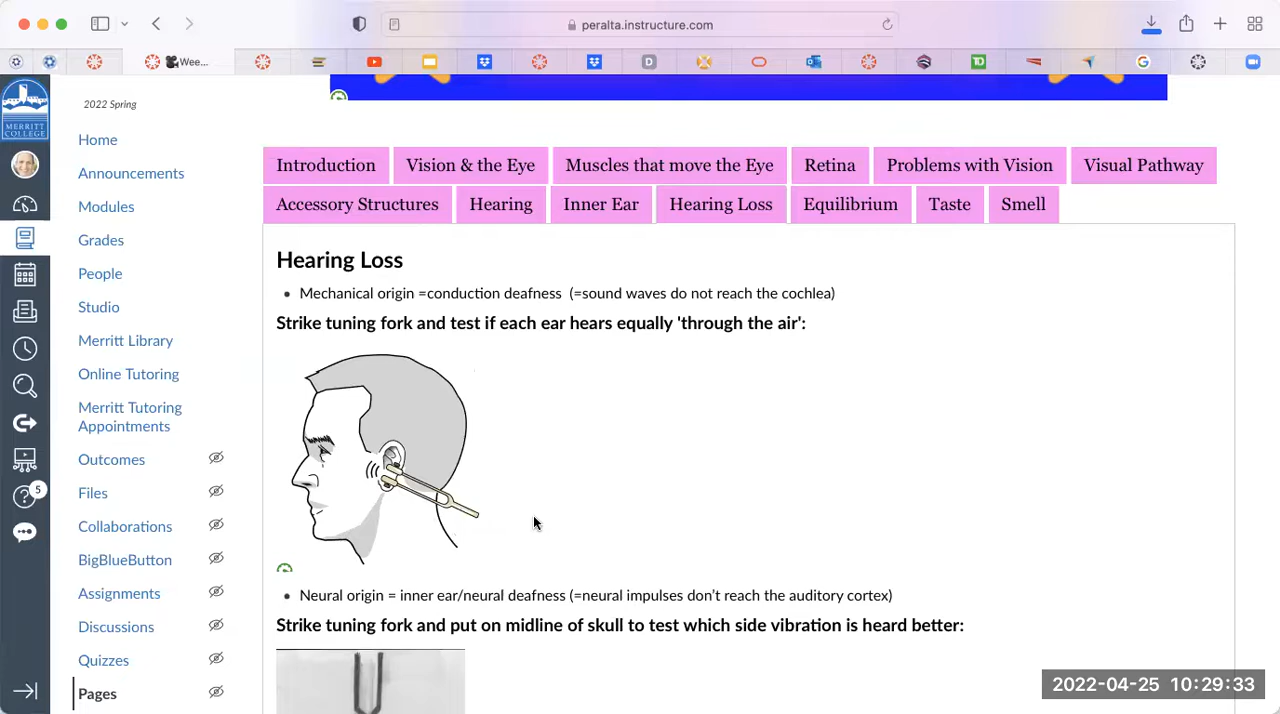 peralta.instructure.com
Wee...
D
TD
G
MERRITT
COLLEGE
2022 Spring
Home
Announcements
Modules
Grades
People
Studio
Merritt Library
Online Tutoring
Merritt Tutoring
Appointments
Outcomes
Files
Collaborations
BigBlueButton
Assignments
Discussions
Quizzes
Pages
5
Introduction
Vision & the Eye
Muscles that move the Eye
Retina
Problems with Vision
Visual Pathway
Accessory Structures
Hearing
Inner Ear
Hearing Loss
Equilibrium
Taste
Smell
Hearing Loss
Mechanical origin =conduction deafness (=sound waves do not reach the cochlea)
Strike tuning fork and test if each ear hears equally 'through the air':
Neural origin = inner ear/neural deafness (=neural impulses don't reach the auditory cortex)
Strike tuning fork and put on midline of skull to test which side vibration is heard better:
2022-04-25 10:29:33